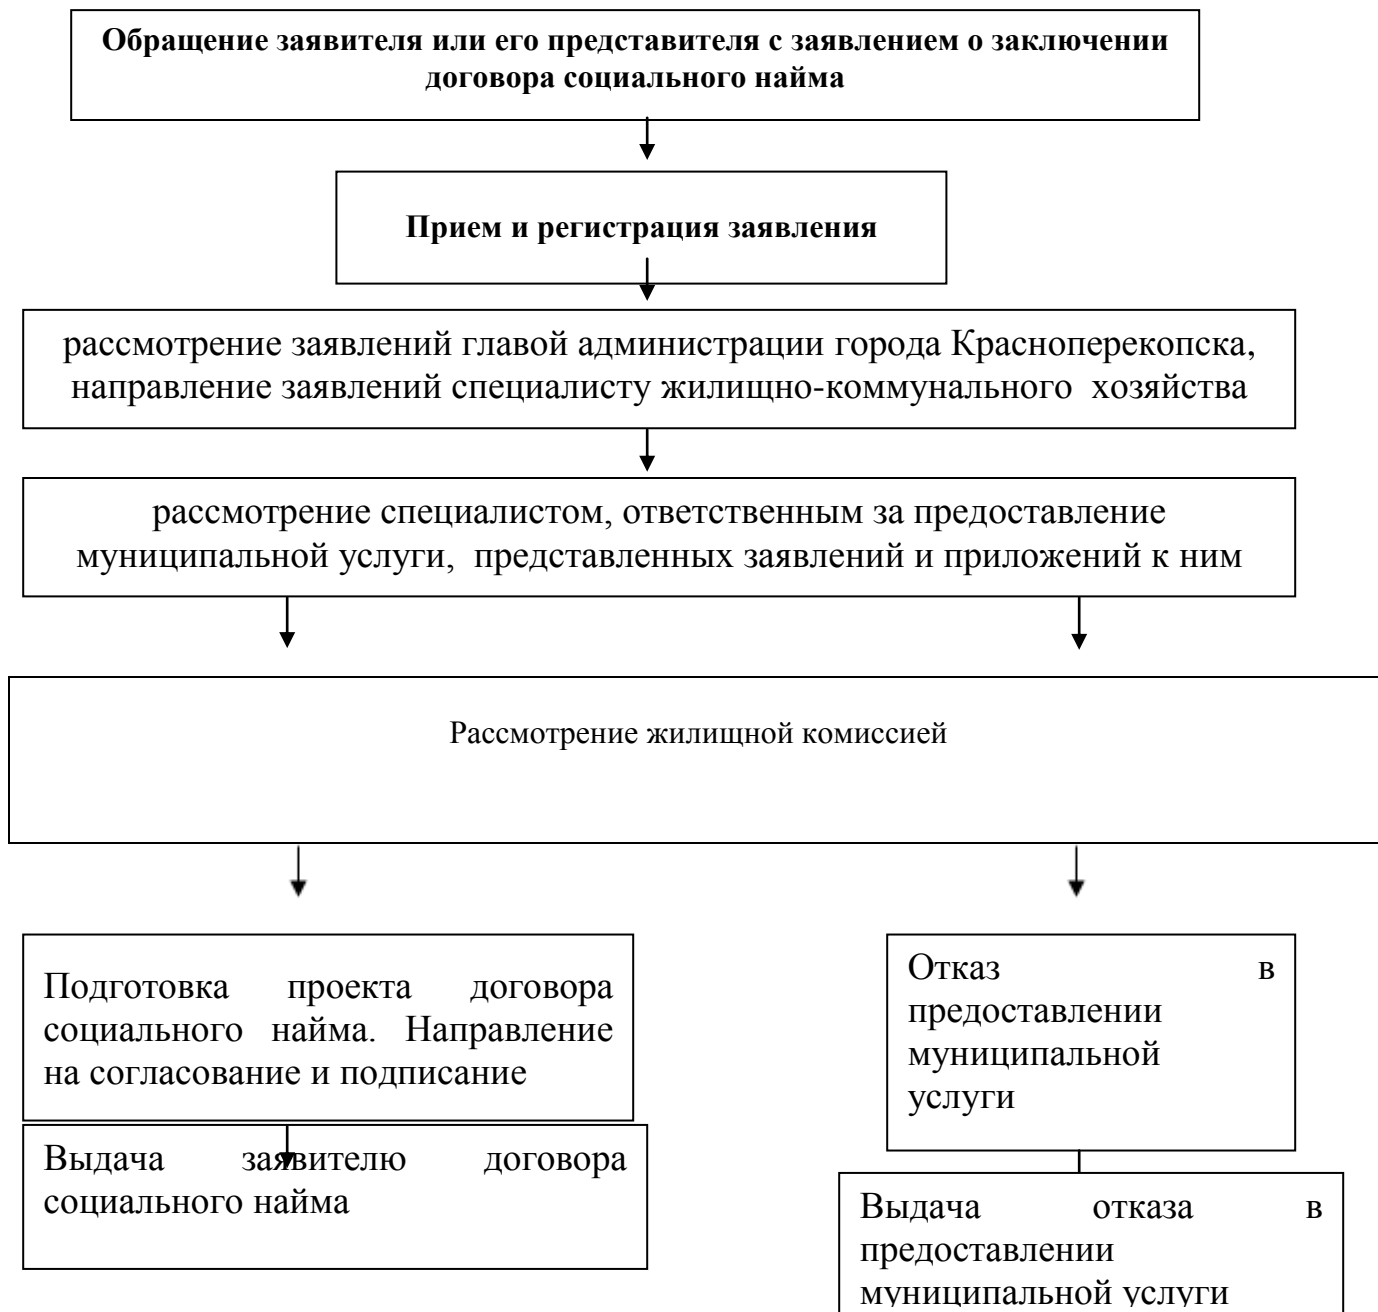 Обращение заявителя или его представителя с заявлением о заключении
договора социального найма
Прием и регистрация заявления
рассмотрение заявлений главой администрации города Красноперекопска,
направление заявлений специалисту жилищно-коммунального хозяйства
рассмотрение специалистом, ответственным за предоставление
муниципальной услуги, представленных заявлений и приложений к ним
Рассмотрение жилищной комиссией
Подготовка проекта договора
социального найма. Направление
на согласование и подписание
Выдача заявителю договора
социального найма
Отказ в
предоставлении
муниципальной
услуги
Выдача отказа в
предоставлении
муниципальной услуги